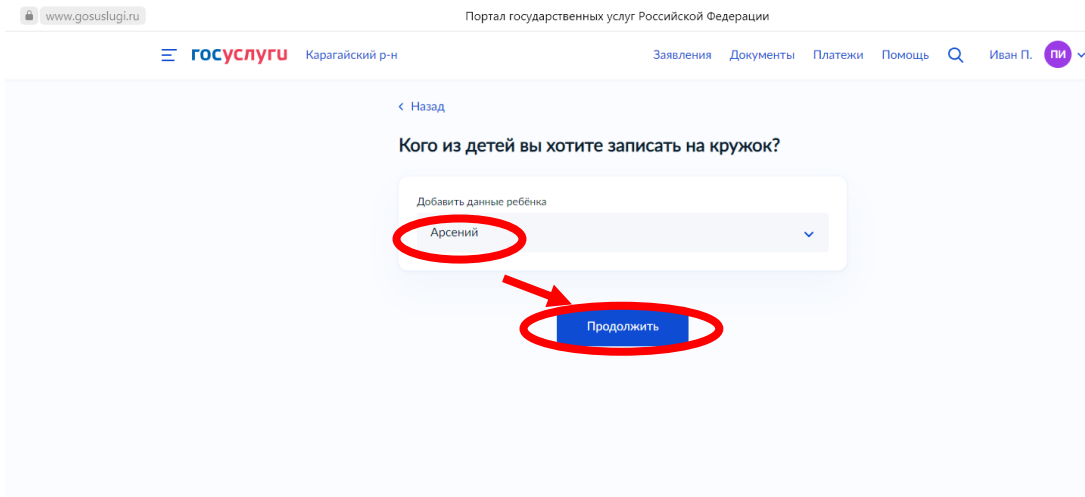 www.gosuslugi.ru Портал государственных услуг Российской Федерации
госуслуги Карагайский р-н Заявления Документы Платежи Помощь Иван П. ПИ
Назад
Кого из детей вы хотите записать на кружок?
Добавить данные ребёнка
Арсений
Продолжить